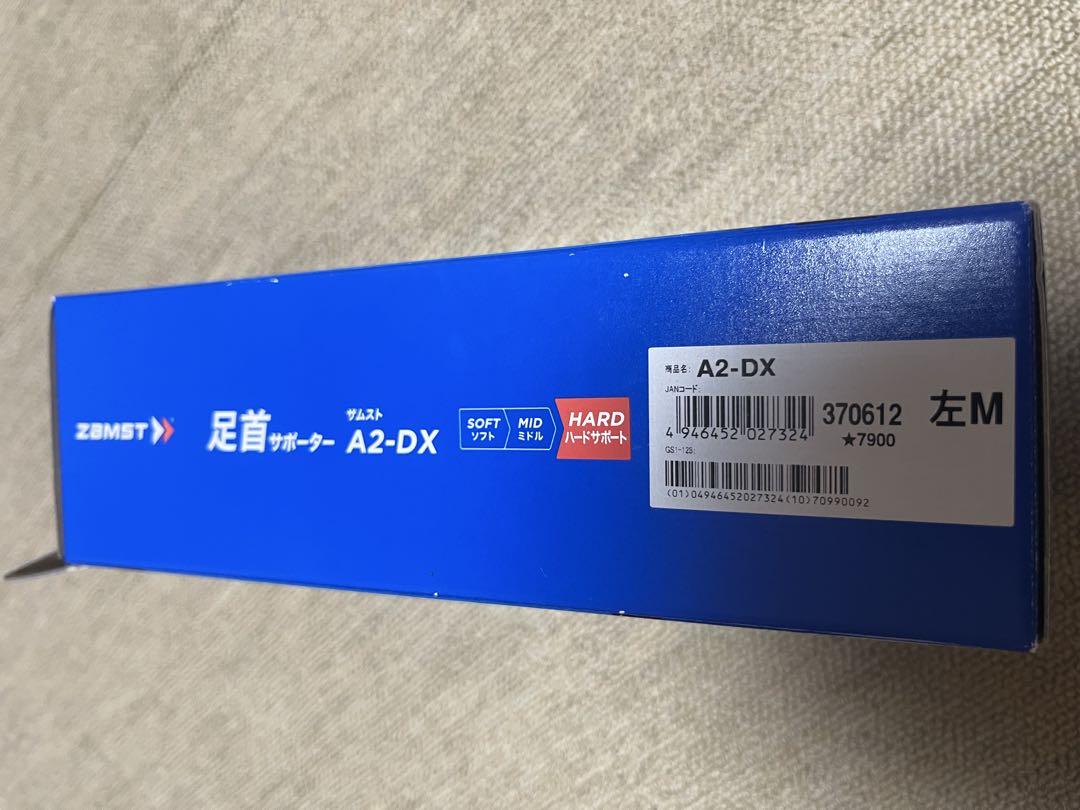 ZAMST
足首サポーター
ザムスト
A2-DX
SOFT
ソフト
MID
ミドル
HARD
ハードサポート
商品名: A2-DX
JANコード:
4 946452 027324
370612
★7900
左M
GS1-128:
(01)04946452027324(10)70990092